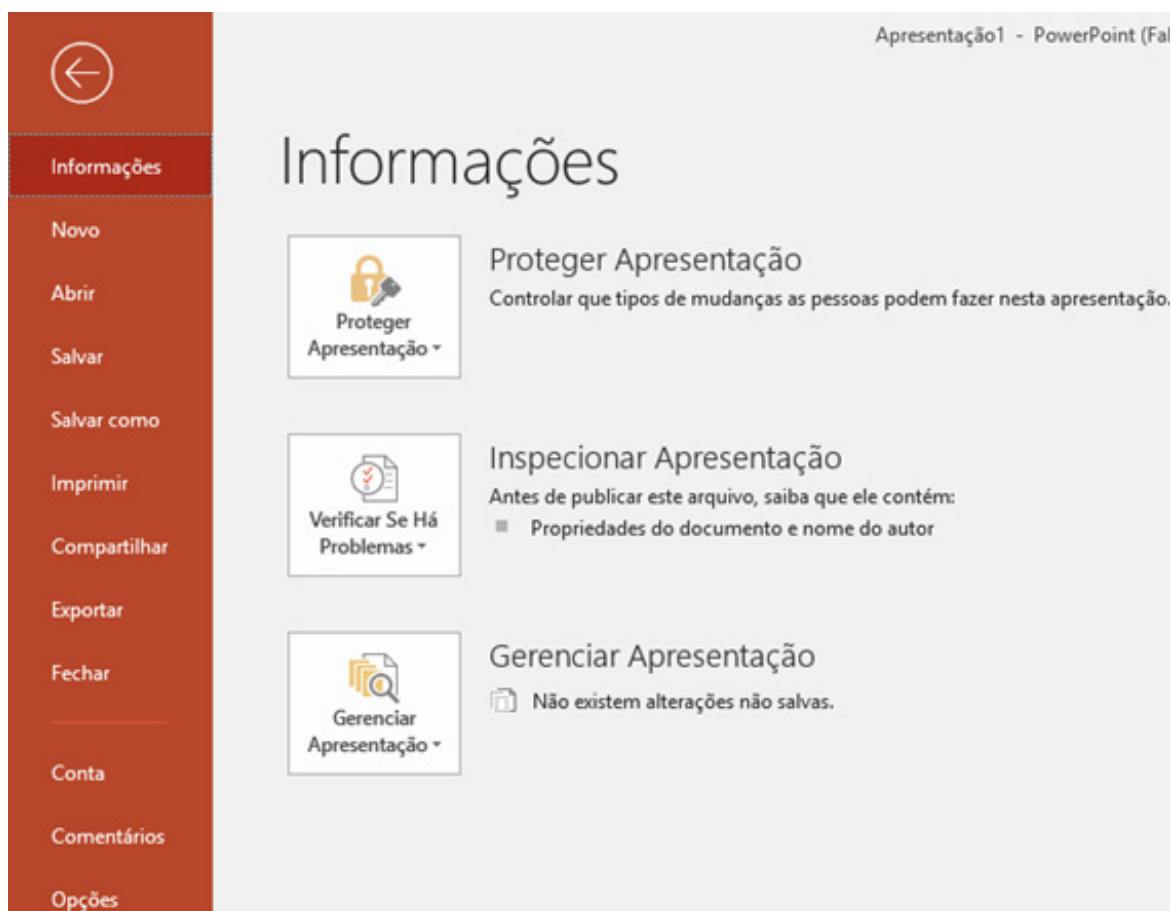 Apresentação1 - PowerPoint (Fal
Informações
Novo
Abrir
Salvar
Salvar como
Imprimir
Compartilhar
Exportar
Fechar
Conta
Comentários
Opções
Informações
Proteger
Apresentação
Proteger Apresentação
Controlar que tipos de mudanças as pessoas podem fazer nesta apresentação.
Verificar Se Há
Problemas
Inspecionar Apresentação
Antes de publicar este arquivo, saiba que ele contém:
Propriedades do documento e nome do autor
Gerenciar
Apresentação
Gerenciar Apresentação
Não existem alterações não salvas.